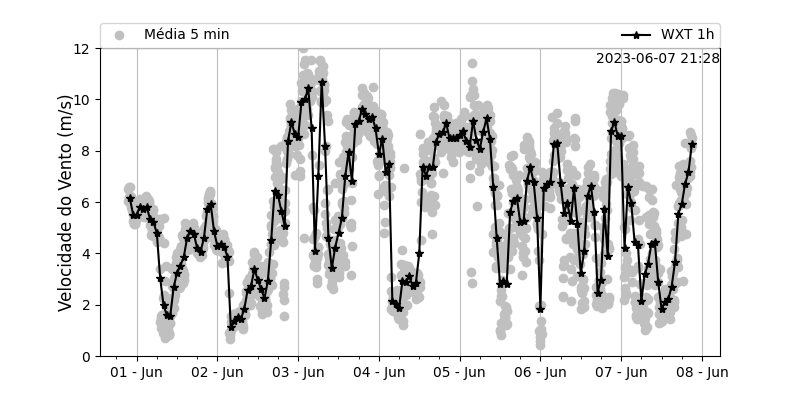 Média 5 min
WXT 1h
2023-06-07 21:28
Velocidade do Vento (m/s)
12
10
8
6
4
2
0
01 - Jun
02 - Jun
03 - Jun
04 - Jun
05 - Jun
06 - Jun
07 - Jun
08 - Jun